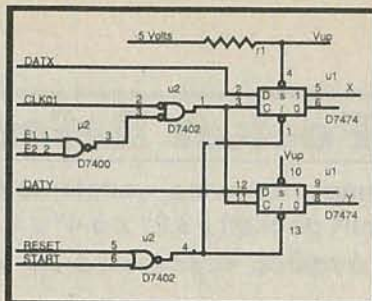 5 Volts r1 Vup
DATX u1
4
2 D s 1 5 X
CLK01 u2 2 3 1 3 C r 0 6
D7402 D7474
1
E1 1 u2 3
E2 2 D7400
Vup
10 u1
DATY 12 D s 1 9
11 C r 0 8 Y
D7474
13
RESET 5 u2 4
START 6
D7402